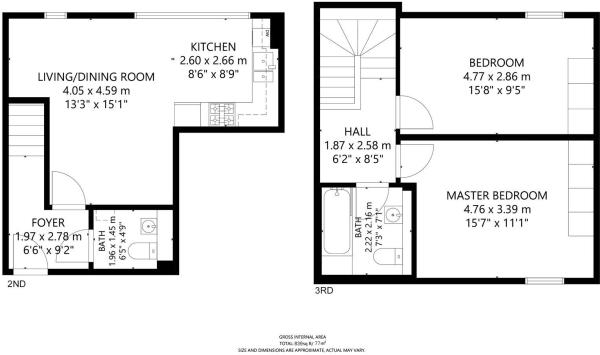 KITCHEN
2.60 x 2.66 m
8'6" x 8'9"
LIVING/DINING ROOM
4.05 x 4.59 m
13'3" x 15'1"
FOYER
1.97 x 2.78 m
6'6" x 9'2"
BATH
1.96 x 1.45 m
6'5" x 4'9"
2ND
BEDROOM
4.77 x 2.86 m
15'8" x 9'5"
HALL
1.87 x 2.58 m
6'2" x 8'5"
MASTER BEDROOM
4.76 x 3.39 m
15'7" x 11'1"
BATH
2.22 x 2.16 m
7'3" x 7'1"
3RD
GROSS INTERNAL AREA
TOTAL: 830sq ft/ 77 m²
SIZE AND DIMENSIONS ARE APPROXIMATE, ACTUAL MAY VARY.